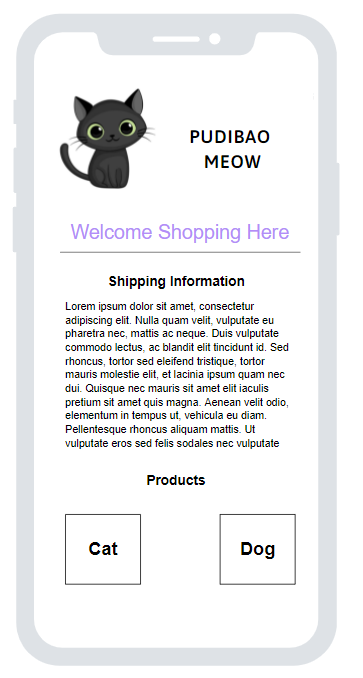 PUDIBAO
MEOW
Welcome Shopping Here
Shipping Information
Lorem ipsum dolor sit amet, consectetur
adipiscing elit. Nulla quam velit, vulputate eu
pharetra nec, mattis ac neque. Duis vulputate
commodo lectus, ac blandit elit tincidunt id. Sed
rhoncus, tortor sed eleifend tristique, tortor
mauris molestie elit, et lacinia ipsum quam nec
dui. Quisque nec mauris sit amet elit iaculis
pretium sit amet quis magna. Aenean velit odio,
elementum in tempus ut, vehicula eu diam.
Pellentesque rhoncus aliquam mattis. Ut
vulputate eros sed felis sodales nec vulputate
Products
Cat
Dog